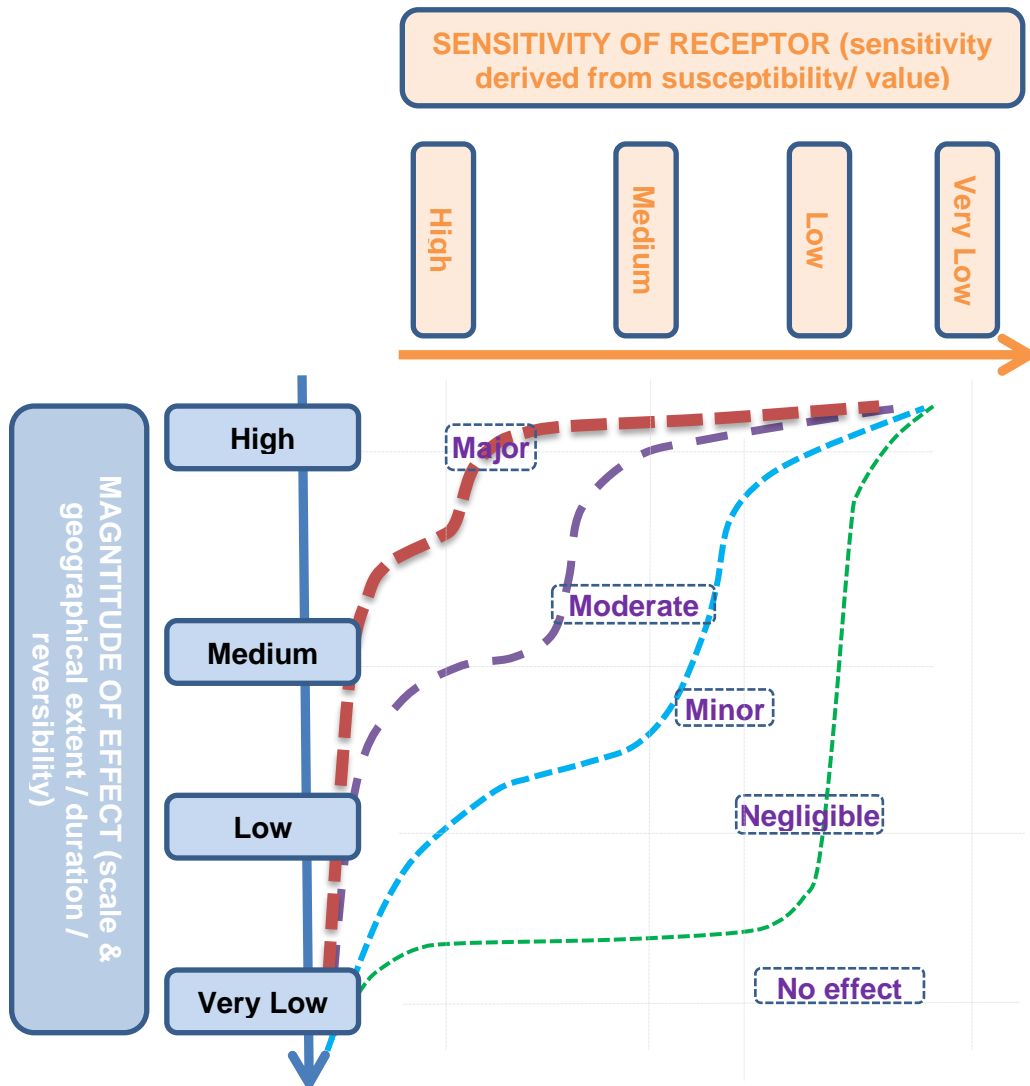 SENSITIVITY OF RECEPTOR (sensitivity
derived from susceptibility/ value)
High
Medium
Low
Very Low
MAGNTITUDE OF EFFECT (scale &
geographical extent / duration /
reversibility)
High
Medium
Low
Very Low
Major
Moderate
Minor
Negligible
No effect